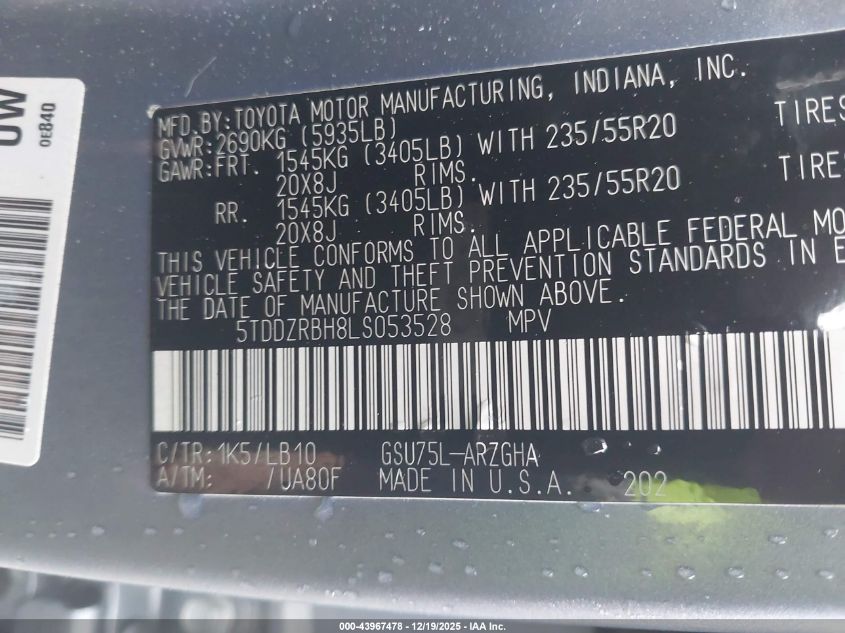 UW
0E840
MFD.BY:TOYOTA MOTOR MANUFACTURING, INDIANA, INC.
GVWR:2690KG (5935LB)
GAWR:FRT. 1545KG (3405LB) WITH 235/55R20 TIRES
20X8J RIMS.
RR. 1545KG (3405LB) WITH 235/55R20 TIRE
20X8J RIMS.
THIS VEHICLE CONFORMS TO ALL APPLICABLE FEDERAL MO
VEHICLE SAFETY AND THEFT PREVENTION STANDARDS IN E
THE DATE OF MANUFACTURE SHOWN ABOVE.
5TDDZRBH8LS053528 MPV
C/TR:1K5/LB10 GSU75L-ARZGHA
A/TM: /UA80F MADE IN U.S.A. 202
000-43967478 - 12/19/2025 - IAA Inc.